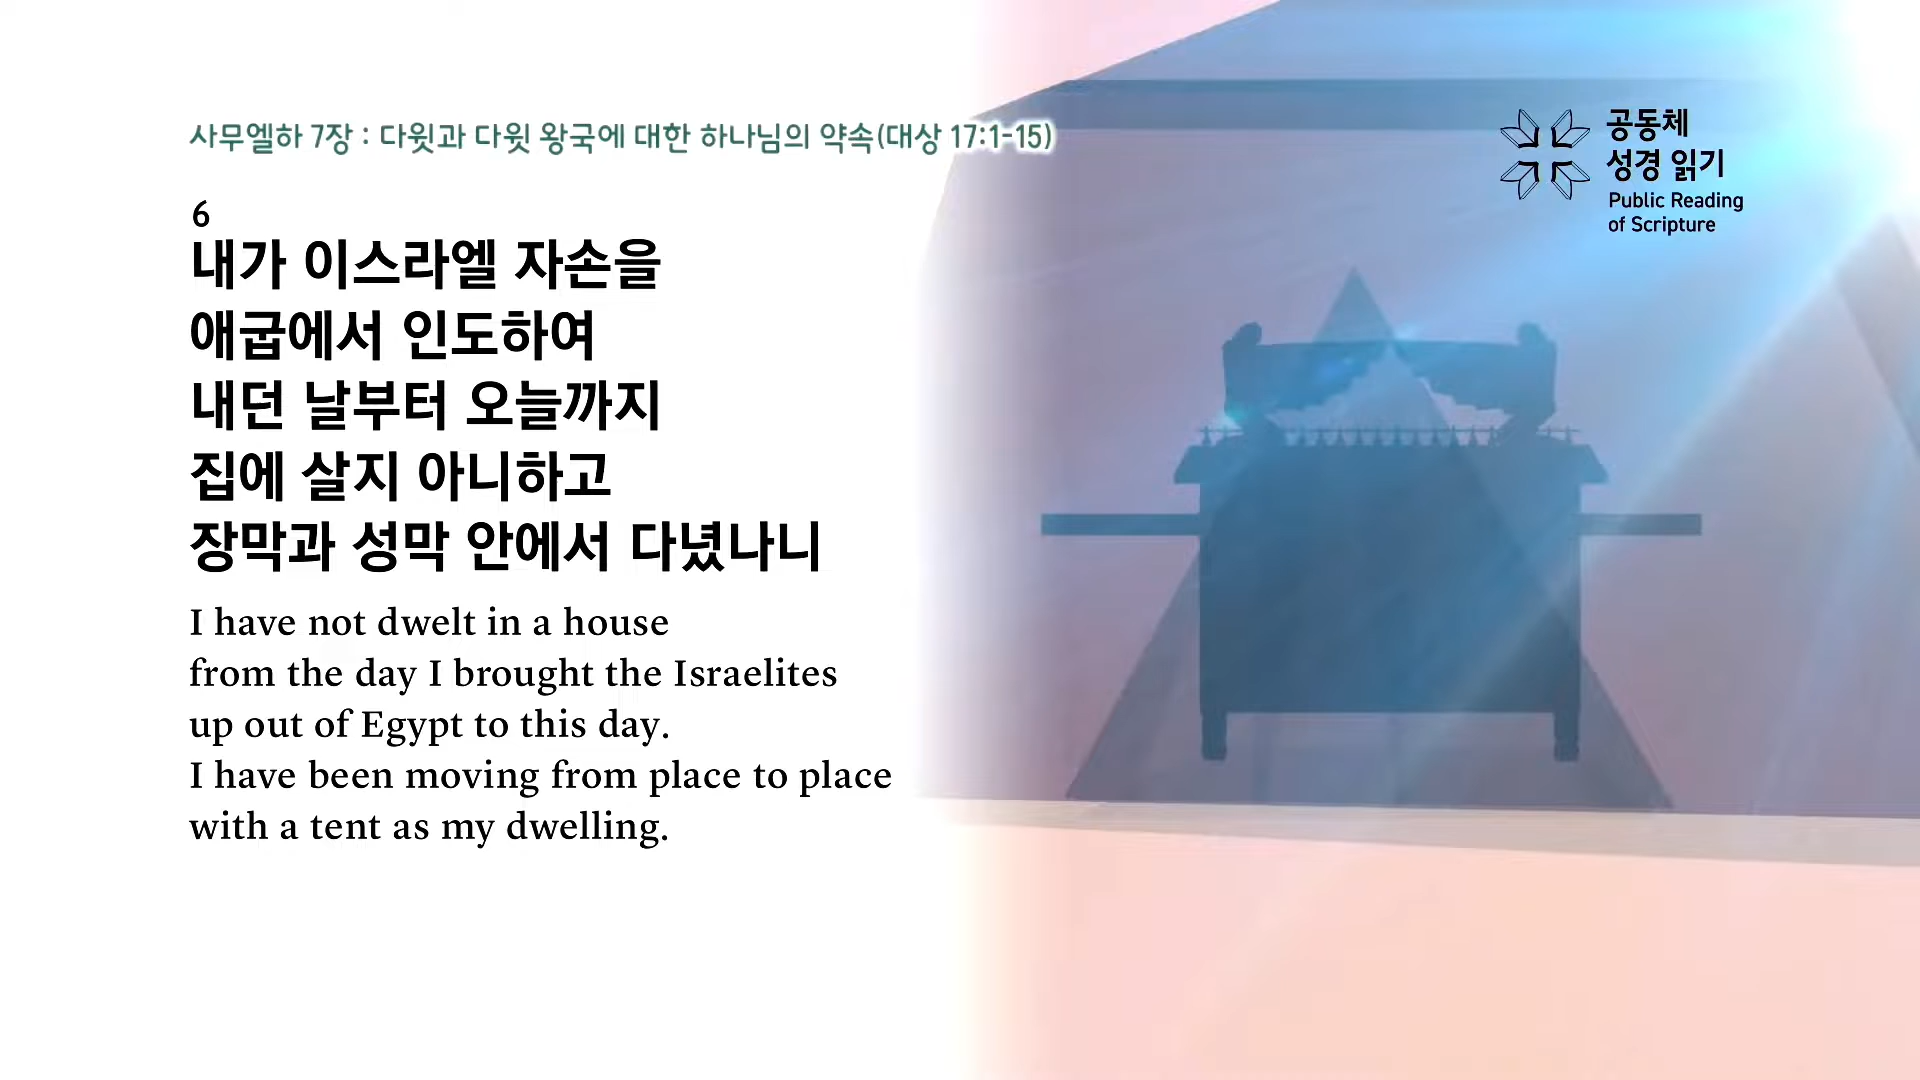 사무엘하 7장 : 다윗과 다윗 왕국에 대한 하나님의 약속(대상 17:1-15)
공동체
성경 읽기
Public Reading
of Scripture
6
내가 이스라엘 자손을
애굽에서 인도하여
내던 날부터 오늘까지
집에 살지 아니하고
장막과 성막 안에서 다녔나니
I have not dwelt in a house
from the day I brought the Israelites
up out of Egypt to this day.
I have been moving from place to place
with a tent as my dwelling.